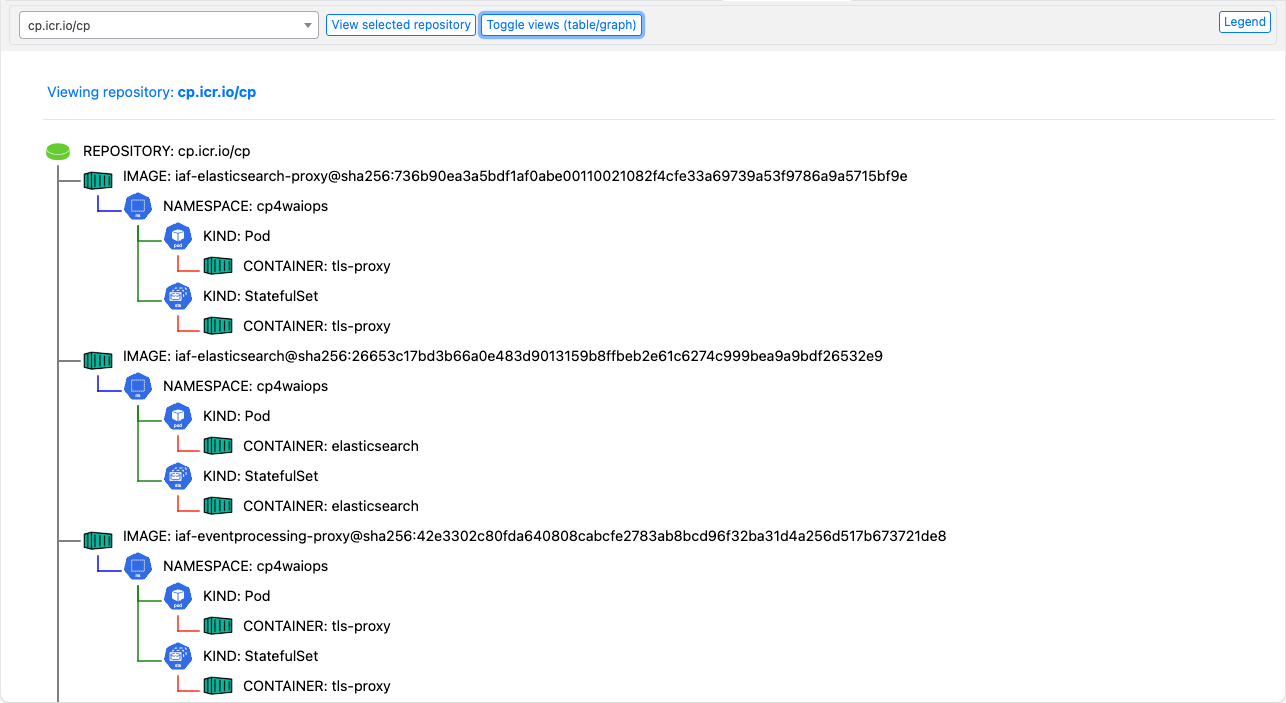 cp.icr.io/cp View selected repository Toggle views (table/graph) Legend
Viewing repository: cp.icr.io/cp
REPOSITORY: cp.icr.io/cp
IMAGE: iaf-elasticsearch-proxy@sha256:736b90ea3a5bdf1af0abe00110021082f4cfe33a69739a53f9786a9a5715bf9e
NAMESPACE: cp4waiops
KIND: Pod
CONTAINER: tls-proxy
KIND: StatefulSet
CONTAINER: tls-proxy
IMAGE: iaf-elasticsearch@sha256:26653c17bd3b66a0e483d9013159b8ffbeb2e61c6274c999bea9a9bdf26532e9
NAMESPACE: cp4waiops
KIND: Pod
CONTAINER: elasticsearch
KIND: StatefulSet
CONTAINER: elasticsearch
IMAGE: iaf-eventprocessing-proxy@sha256:42e3302c80fda640808cabcfe2783ab8bcd96f32ba31d4a256d517b673721de8
NAMESPACE: cp4waiops
KIND: Pod
CONTAINER: tls-proxy
KIND: StatefulSet
CONTAINER: tls-proxy